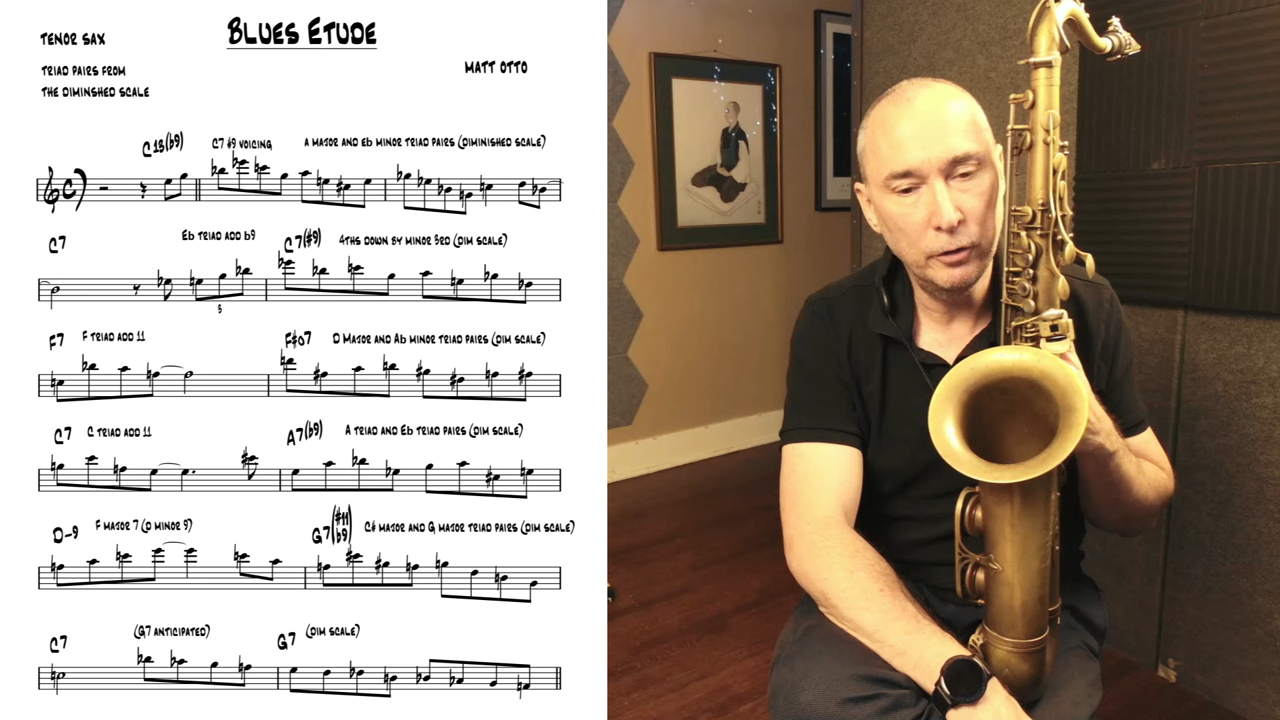 BLUES ETUDE
TENOR SAX
MATT OTTO
TRIAD PAIRS FROM
THE DIMINSHED SCALE
C13(b9) C7 #9 VOICING A MAJOR AND Eb MINOR TRIAD PAIRS (DIMINISHED SCALE)
C7 Eb TRIAD ADD b9 C7(#9) 4THS DOWN BY MINOR 3RD (DIM SCALE)
3
F7 F TRIAD ADD 11 F#o7 D MAJOR AND Ab MINOR TRIAD PAIRS (DIM SCALE)
C7 C TRIAD ADD 11 A7(b9) A TRIAD AND Eb TRIAD PAIRS (DIM SCALE)
D-9 F MAJOR 7 (D MINOR 9) G7(#11 b9) C# MAJOR AND G MAJOR TRIAD PAIRS (DIM SCALE)
C7 (G7 ANTICIPATED) G7 (DIM SCALE)